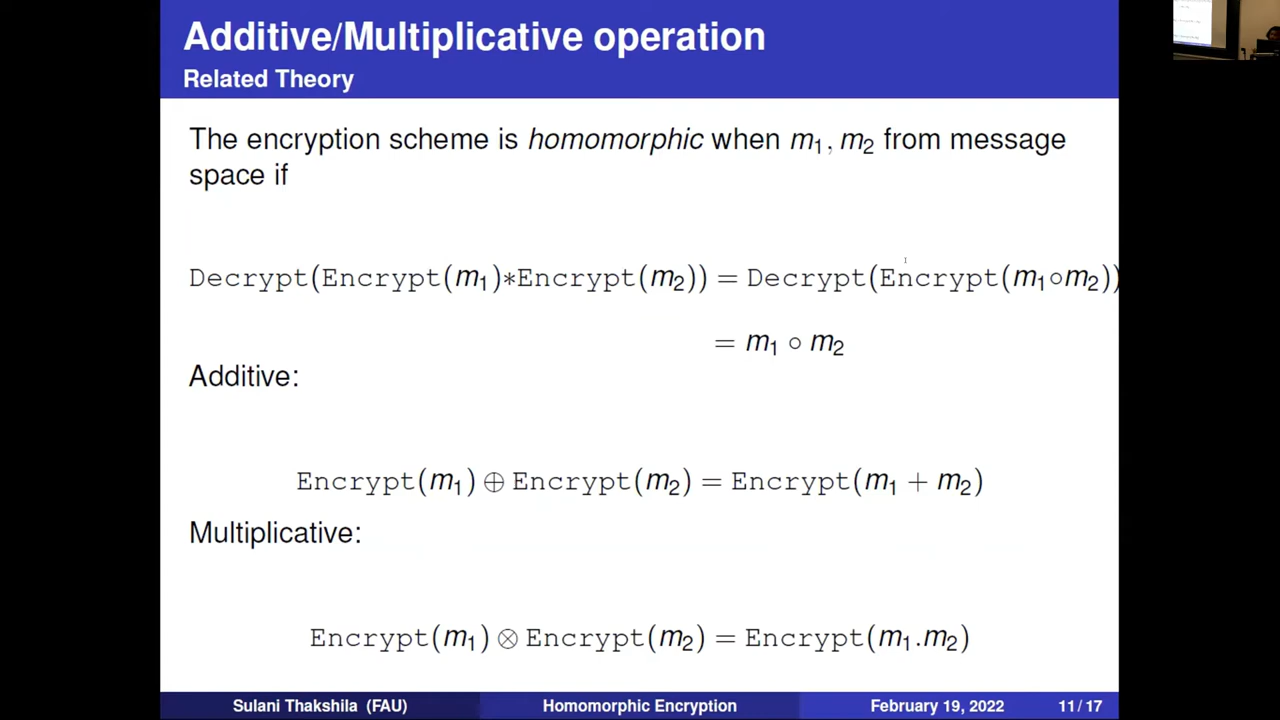 Additive/Multiplicative operation
Related Theory
The encryption scheme is homomorphic when m₁, m₂ from message
space if
Decrypt(Encrypt(m₁)*Encrypt(m₂)) = Decrypt(Encrypt(m₁∘m₂))
= m₁ ∘ m₂
Additive:
Encrypt(m₁) ⊕ Encrypt(m₂) = Encrypt(m₁ + m₂)
Multiplicative:
Encrypt(m₁) ⊗ Encrypt(m₂) = Encrypt(m₁.m₂)
Sulani Thakshila (FAU) Homomorphic Encryption February 19, 2022 11 / 17